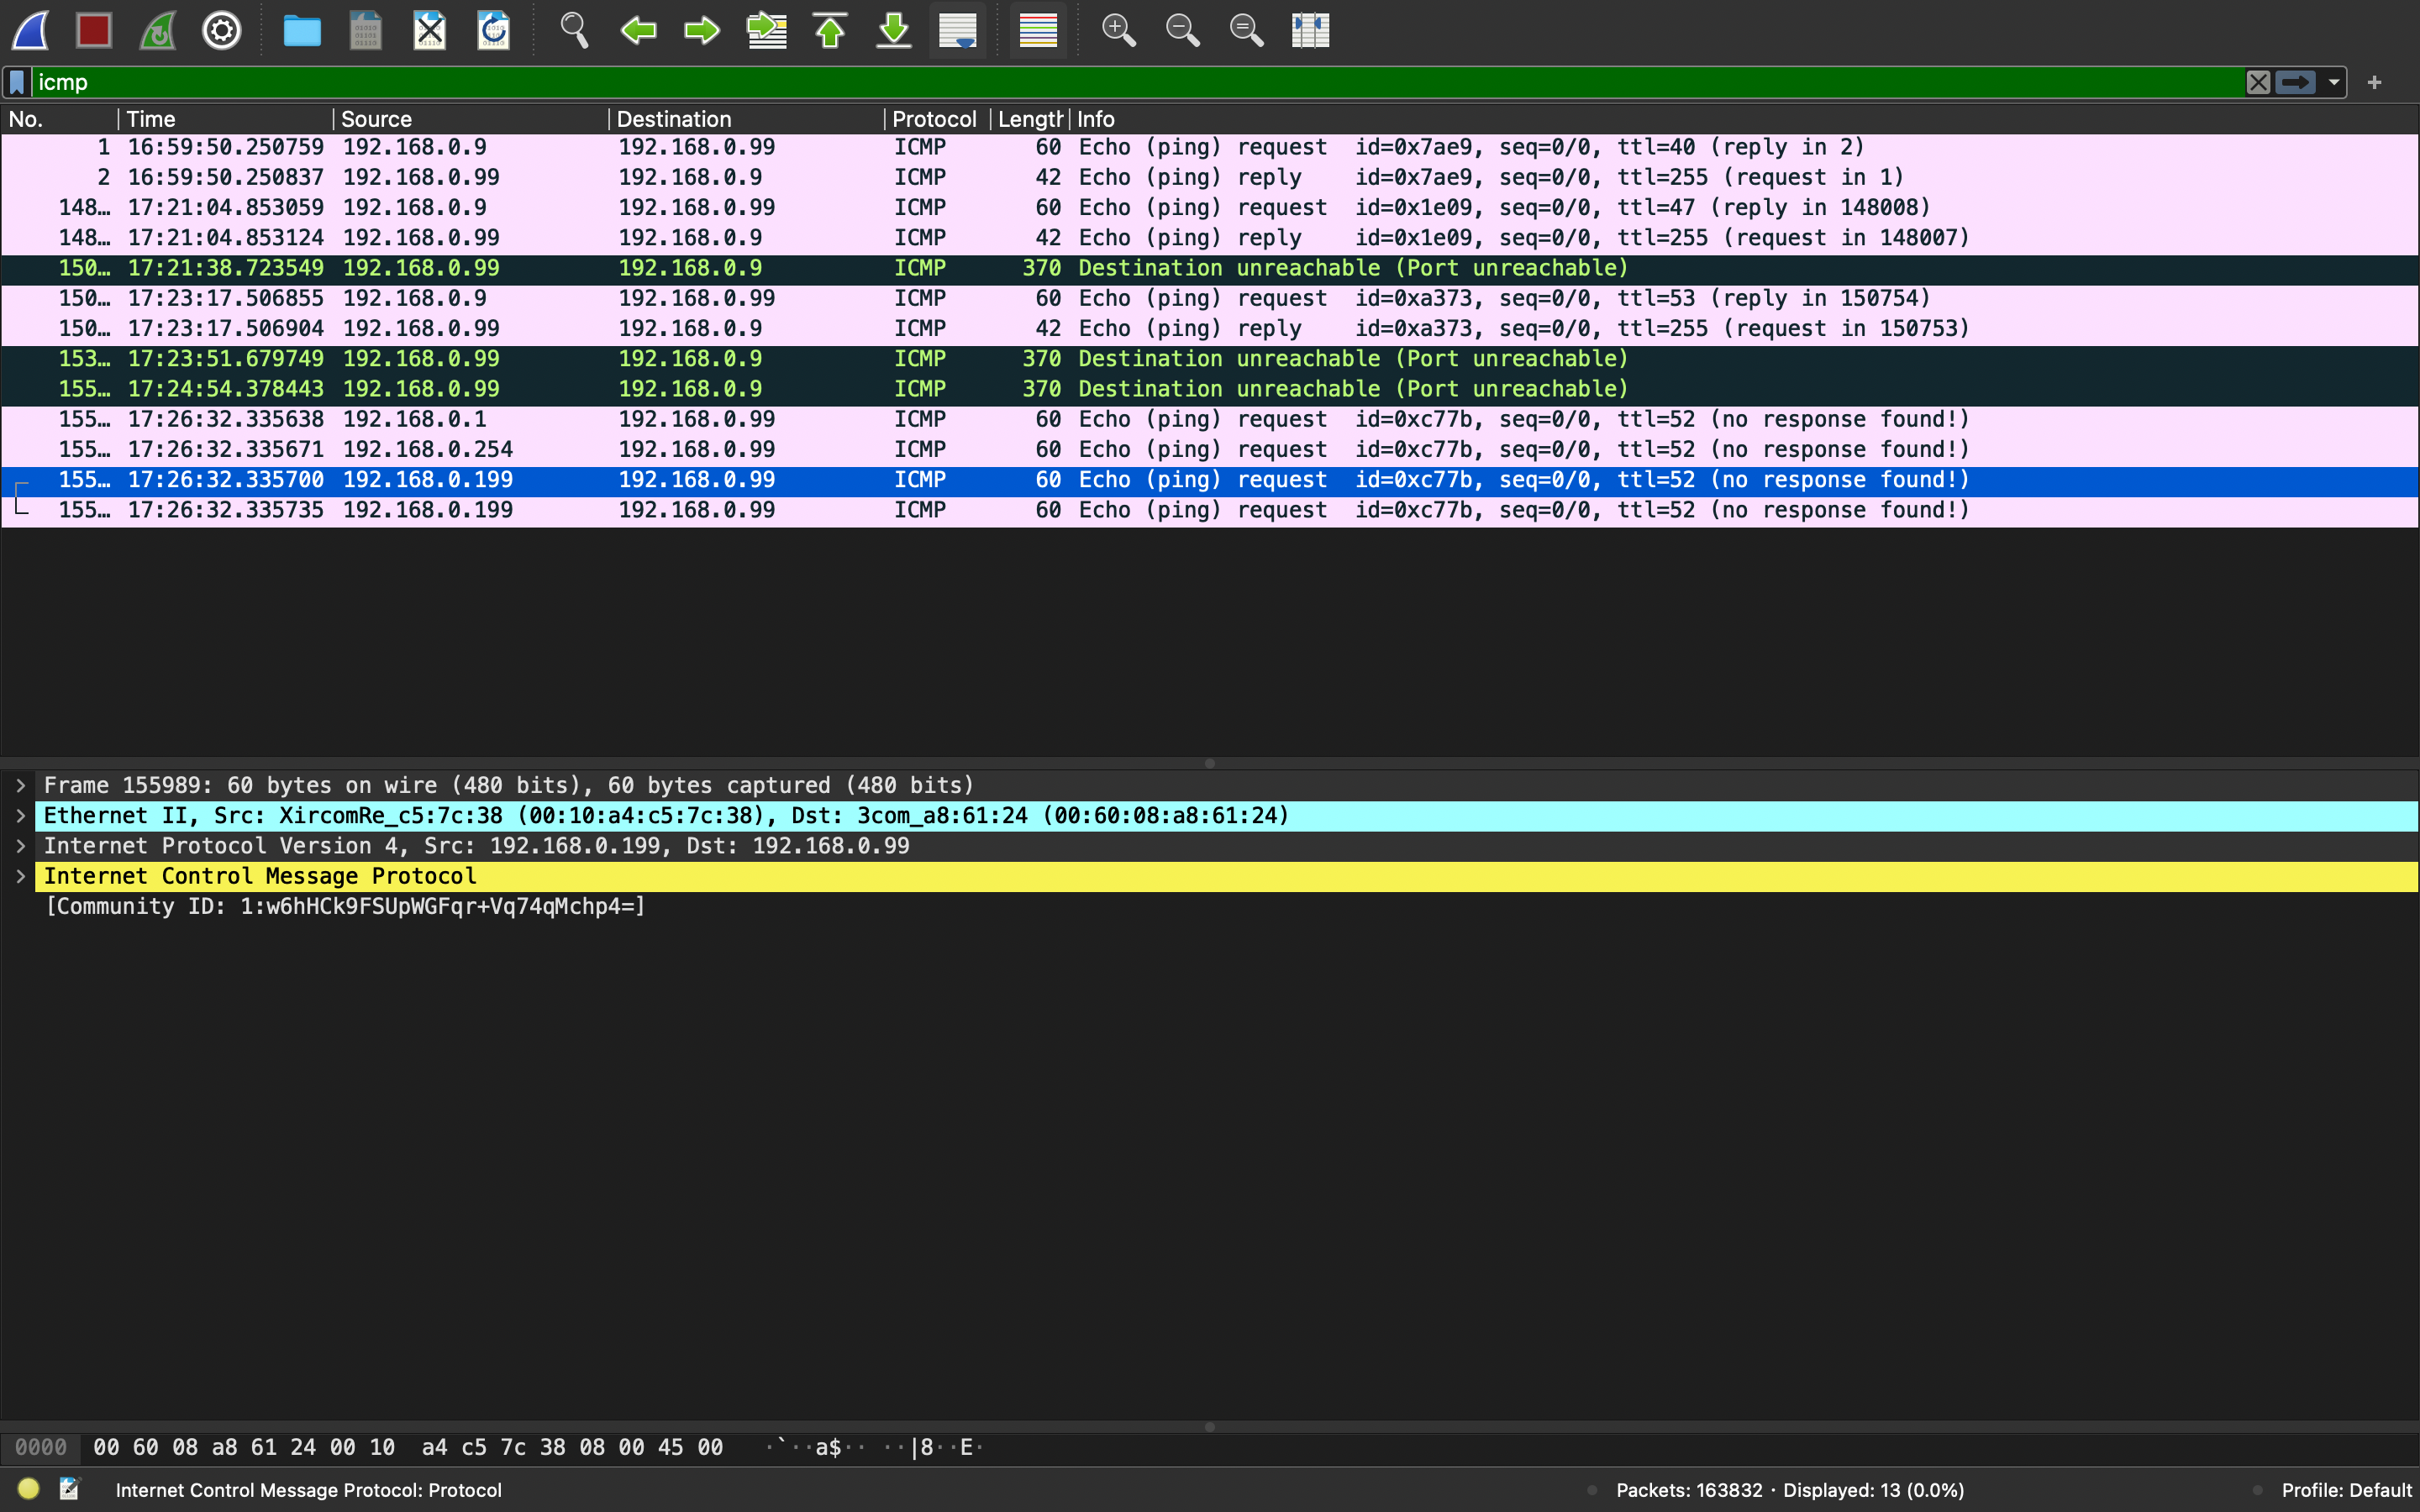 icmp
No. Time Source Destination Protocol Length Info
1 16:59:50.250759 192.168.0.9 192.168.0.99 ICMP 60 Echo (ping) request id=0x7ae9, seq=0/0, ttl=40 (reply in 2)
2 16:59:50.250837 192.168.0.99 192.168.0.9 ICMP 42 Echo (ping) reply id=0x7ae9, seq=0/0, ttl=255 (request in 1)
148… 17:21:04.853059 192.168.0.9 192.168.0.99 ICMP 60 Echo (ping) request id=0x1e09, seq=0/0, ttl=47 (reply in 148008)
148… 17:21:04.853124 192.168.0.99 192.168.0.9 ICMP 42 Echo (ping) reply id=0x1e09, seq=0/0, ttl=255 (request in 148007)
150… 17:21:38.723549 192.168.0.99 192.168.0.9 ICMP 370 Destination unreachable (Port unreachable)
150… 17:23:17.506855 192.168.0.9 192.168.0.99 ICMP 60 Echo (ping) request id=0xa373, seq=0/0, ttl=53 (reply in 150754)
150… 17:23:17.506904 192.168.0.99 192.168.0.9 ICMP 42 Echo (ping) reply id=0xa373, seq=0/0, ttl=255 (request in 150753)
153… 17:23:51.679749 192.168.0.99 192.168.0.9 ICMP 370 Destination unreachable (Port unreachable)
155… 17:24:54.378443 192.168.0.99 192.168.0.9 ICMP 370 Destination unreachable (Port unreachable)
155… 17:26:32.335638 192.168.0.1 192.168.0.99 ICMP 60 Echo (ping) request id=0xc77b, seq=0/0, ttl=52 (no response found!)
155… 17:26:32.335671 192.168.0.254 192.168.0.99 ICMP 60 Echo (ping) request id=0xc77b, seq=0/0, ttl=52 (no response found!)
155… 17:26:32.335700 192.168.0.199 192.168.0.99 ICMP 60 Echo (ping) request id=0xc77b, seq=0/0, ttl=52 (no response found!)
155… 17:26:32.335735 192.168.0.199 192.168.0.99 ICMP 60 Echo (ping) request id=0xc77b, seq=0/0, ttl=52 (no response found!)
Frame 155989: 60 bytes on wire (480 bits), 60 bytes captured (480 bits)
Ethernet II, Src: XircomRe_c5:7c:38 (00:10:a4:c5:7c:38), Dst: 3com_a8:61:24 (00:60:08:a8:61:24)
Internet Protocol Version 4, Src: 192.168.0.199, Dst: 192.168.0.99
Internet Control Message Protocol
[Community ID: 1:w6hHCk9FSUpWGFqr+Vq74qMchp4=]
0000 00 60 08 a8 61 24 00 10 a4 c5 7c 38 08 00 45 00 ·`··a$·· ··|8··E·
Internet Control Message Protocol: Protocol Packets: 163832 · Displayed: 13 (0.0%) Profile: Default